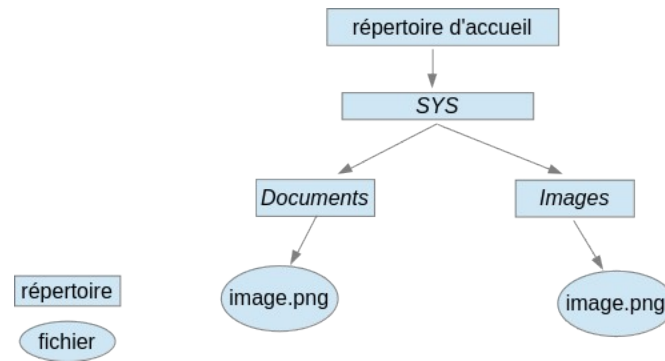 répertoire d'accueil
SYS
Documents
Images
image.png
image.png
répertoire
fichier